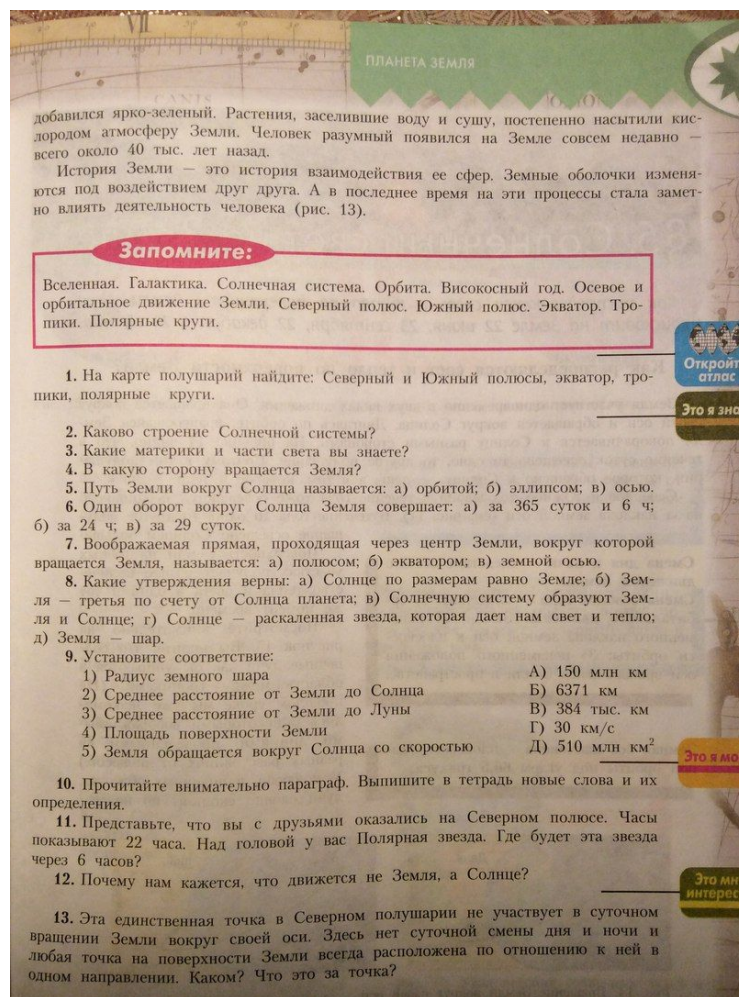 VII
ПЛАНЕТА ЗЕМЛЯ
добавился ярко-зеленый. Растения, заселившие воду и сушу, постепенно насытили кис-
лородом атмосферу Земли. Человек разумный появился на Земле совсем недавно —
всего около 40 тыс. лет назад.
История Земли — это история взаимодействия ее сфер. Земные оболочки изменя-
ются под воздействием друг друга. А в последнее время на эти процессы стала замет-
но влиять деятельность человека (рис. 13).
Запомните:
Вселенная. Галактика. Солнечная система. Орбита. Високосный год. Осевое и
орбитальное движение Земли. Северный полюс. Южный полюс. Экватор. Тро-
пики. Полярные круги.
Откройт
атлас
1. На карте полушарий найдите: Северный и Южный полюсы, экватор, тро-
пики, полярные круги.
Это я зна
2. Каково строение Солнечной системы?
3. Какие материки и части света вы знаете?
4. В какую сторону вращается Земля?
5. Путь Земли вокруг Солнца называется: а) орбитой; б) эллипсом; в) осью.
6. Один оборот вокруг Солнца Земля совершает: а) за 365 суток и 6 ч;
б) за 24 ч; в) за 29 суток.
7. Воображаемая прямая, проходящая через центр Земли, вокруг которой
вращается Земля, называется: а) полюсом; б) экватором; в) земной осью.
8. Какие утверждения верны: а) Солнце по размерам равно Земле; б) Зем-
ля — третья по счету от Солнца планета; в) Солнечную систему образуют Зем-
ля и Солнце; г) Солнце — раскаленная звезда, которая дает нам свет и тепло;
д) Земля — шар.
9. Установите соответствие:
1) Радиус земного шара А) 150 млн км
2) Среднее расстояние от Земли до Солнца Б) 6371 км
3) Среднее расстояние от Земли до Луны В) 384 тыс. км
4) Площадь поверхности Земли Г) 30 км/с
5) Земля обращается вокруг Солнца со скоростью Д) 510 млн км²
Это я мо
10. Прочитайте внимательно параграф. Выпишите в тетрадь новые слова и их
определения.
11. Представьте, что вы с друзьями оказались на Северном полюсе. Часы
показывают 22 часа. Над головой у вас Полярная звезда. Где будет эта звезда
через 6 часов?
12. Почему нам кажется, что движется не Земля, а Солнце?
Это мн
интерес
13. Эта единственная точка в Северном полушарии не участвует в суточном
вращении Земли вокруг своей оси. Здесь нет суточной смены дня и ночи и
любая точка на поверхности Земли всегда расположена по отношению к ней в
одном направлении. Каком? Что это за точка?